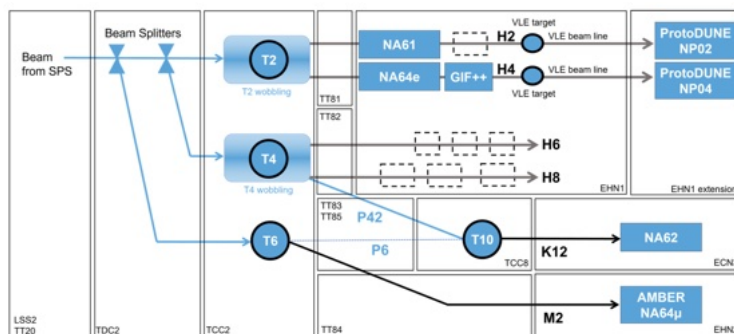 Beam Splitters
Beam
from SPS
T2
T2 wobbling
NA61
H2
VLE target
VLE beam line
ProtoDUNE
NP02
NA64e
GIF++
H4
VLE target
VLE beam line
ProtoDUNE
NP04
TT81
TT82
T4
T4 wobbling
H6
H8
EHN1
EHN1 extension
TT83
TT85
P42
P6
T6
T10
TCC8
K12
NA62
M2
AMBER
NA64μ
LSS2
TT20
TDC2
TCC2
TT84